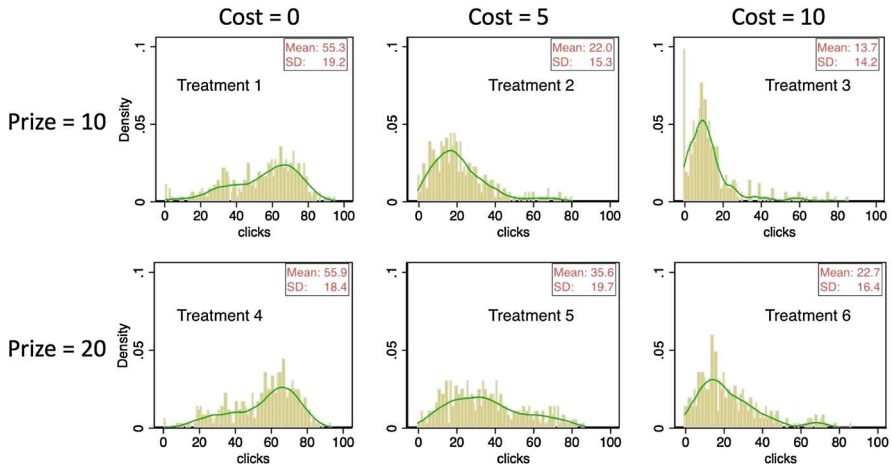 Cost = 0 Cost = 5 Cost = 10
Prize = 10
Density
.1
.05
0
Mean: 55.3
SD: 19.2
Treatment 1
0 20 40 60 80 100
clicks
.1
.05
0
Mean: 22.0
SD: 15.3
Treatment 2
0 20 40 60 80 100
clicks
.1
.05
0
Mean: 13.7
SD: 14.2
Treatment 3
0 20 40 60 80 100
clicks
Prize = 20
Density
.1
.05
0
Mean: 55.9
SD: 18.4
Treatment 4
0 20 40 60 80 100
clicks
.1
.05
0
Mean: 35.6
SD: 19.7
Treatment 5
0 20 40 60 80 100
clicks
.1
.05
0
Mean: 22.7
SD: 16.4
Treatment 6
0 20 40 60 80 100
clicks